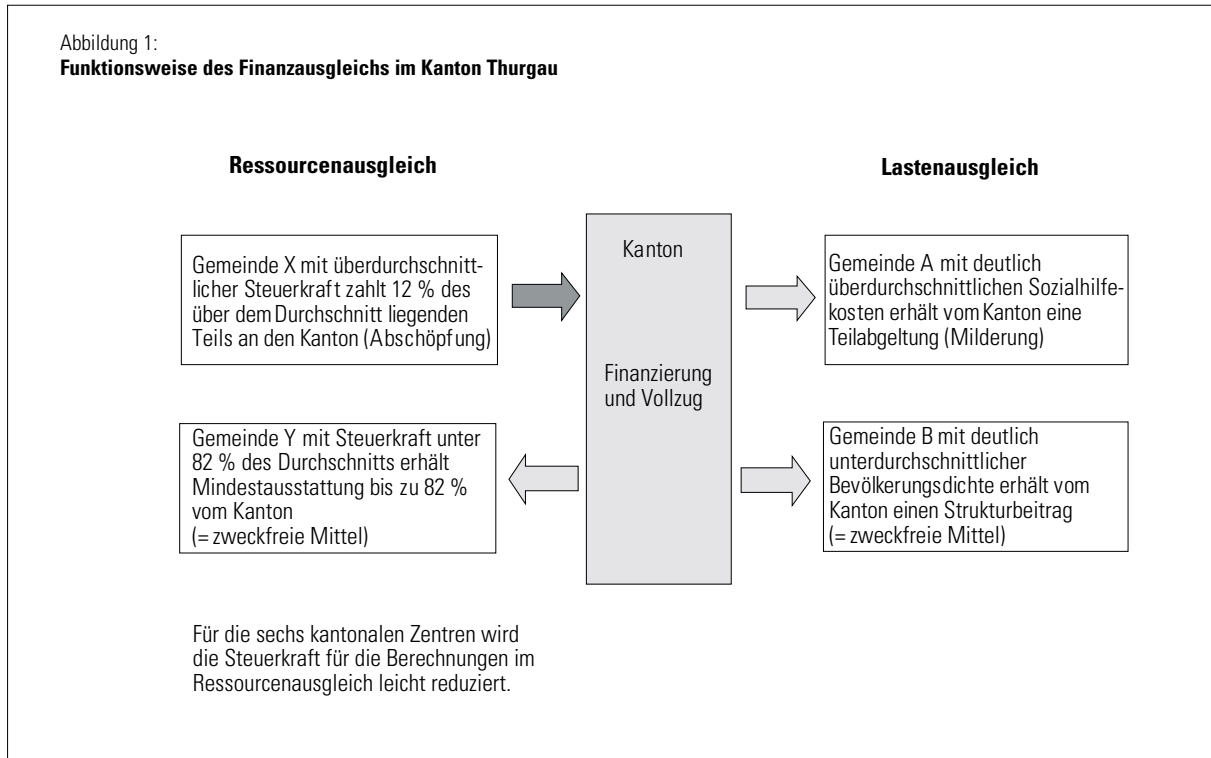 Abbildung 1:
Funktionsweise des Finanzausgleichs im Kanton Thurgau
Ressourcenausgleich
Gemeinde X mit überdurchschnitt-
licher Steuerkraft zahlt 12 % des
über dem Durchschnitt liegenden
Teils an den Kanton (Abschöpfung)
Gemeinde Y mit Steuerkraft unter
82 % des Durchschnitts erhält
Mindestausstattung bis zu 82 %
vom Kanton
(= zweckfreie Mittel)
Für die sechs kantonalen Zentren wird
die Steuerkraft für die Berechnungen im
Ressourcenausgleich leicht reduziert.
Kanton
Finanzierung
und Vollzug
Lastenausgleich
Gemeinde A mit deutlich
überdurchschnittlichen Sozialhilfe-
kosten erhält vom Kanton eine
Teilabgeltung (Milderung)
Gemeinde B mit deutlich
unterdurchschnittlicher
Bevölkerungsdichte erhält vom
Kanton einen Strukturbeitrag
(= zweckfreie Mittel)